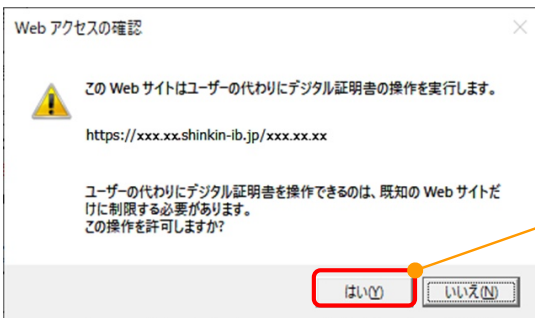 Web アクセスの確認
この Web サイトはユーザーの代わりにデジタル証明書の操作を実行します。
https://xxx.xx.shinkin-ib.jp/xxx.xx.xx
ユーザーの代わりにデジタル証明書を操作できるのは、既知の Web サイトだ
けに制限する必要があります。
この操作を許可しますか?
はい(Y) いいえ(N)